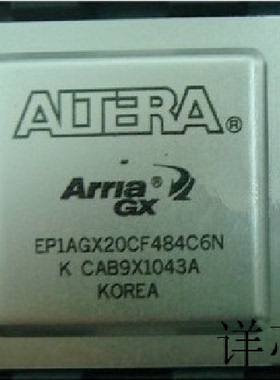 ALTERA®
Arria®
GX
EP1AGX20CF484C6N
K CAB9X1043A
KOREA
详